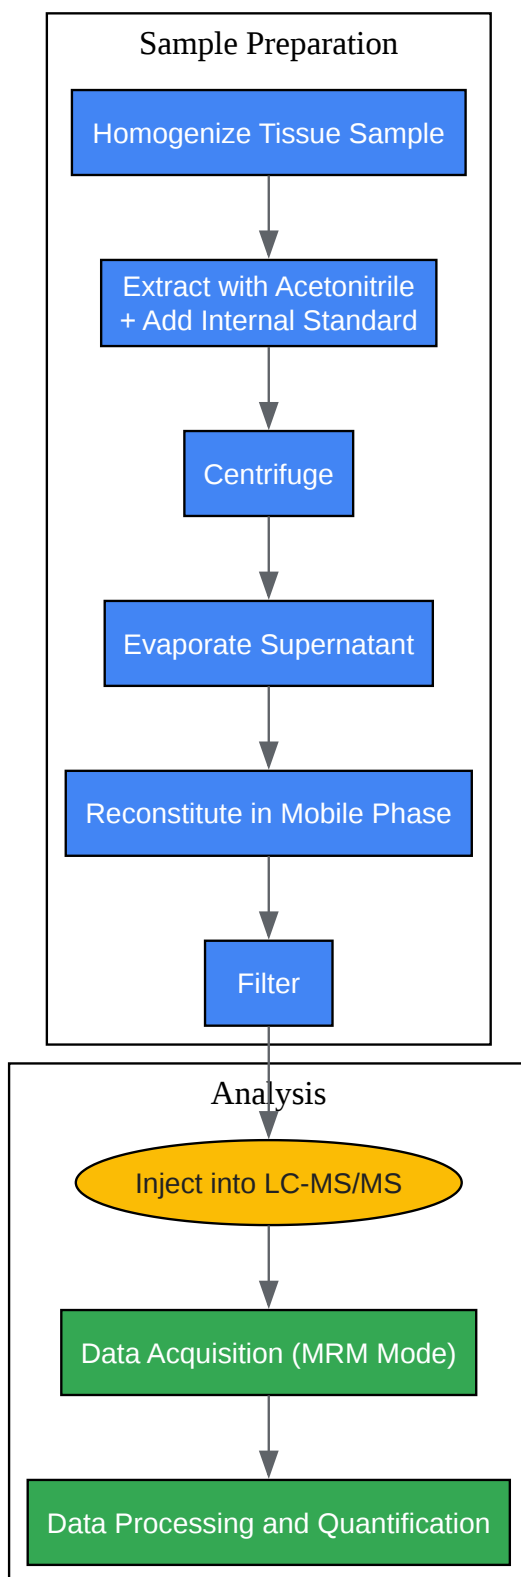 Sample Preparation
Homogenize Tissue Sample
Extract with Acetonitrile
+ Add Internal Standard
Centrifuge
Evaporate Supernatant
Reconstitute in Mobile Phase
Filter
Analysis
Inject into LC-MS/MS
Data Acquisition (MRM Mode)
Data Processing and Quantification